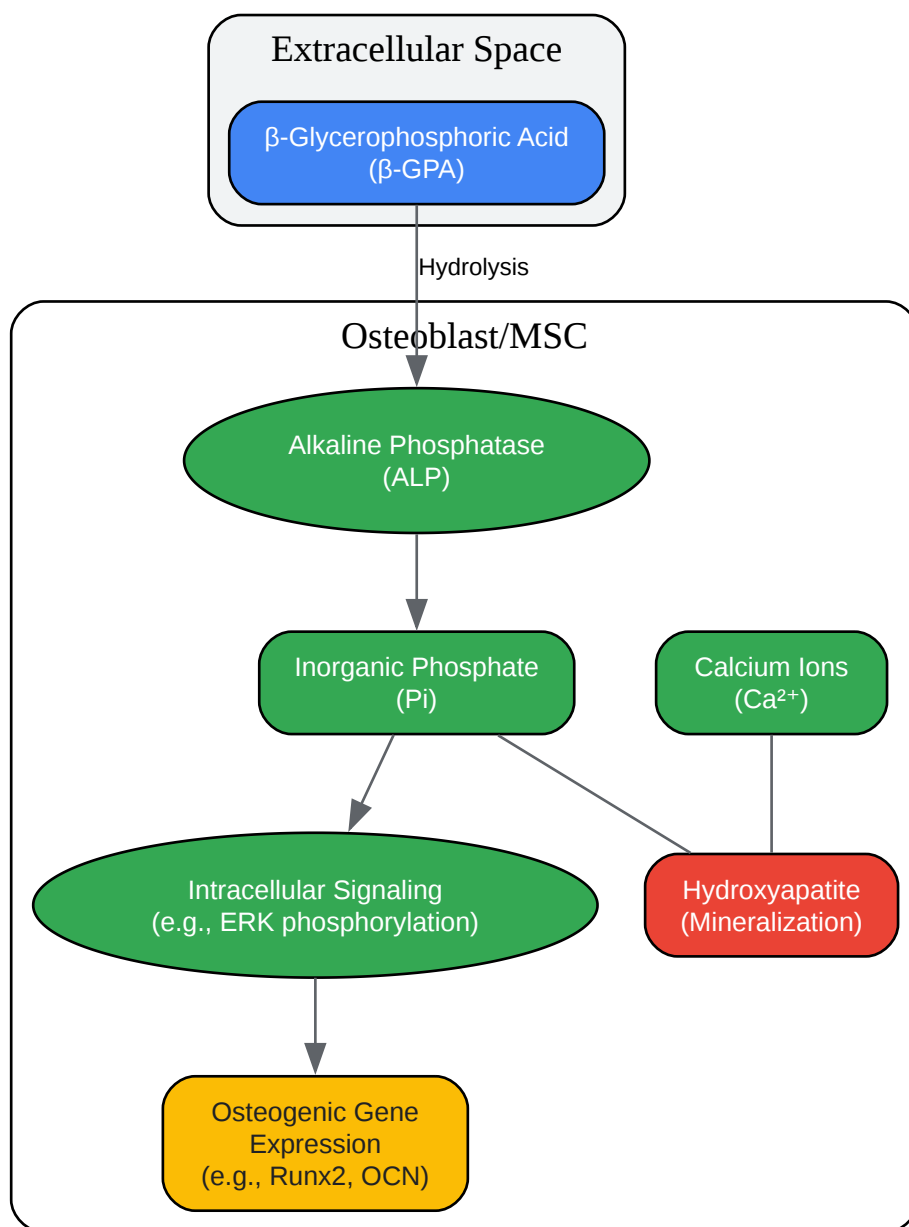 Extracellular Space
β-Glycerophosphoric Acid
(β-GPA)
Hydrolysis
Osteoblast/MSC
Alkaline Phosphatase
(ALP)
Inorganic Phosphate
(Pi)
Calcium Ions
(Ca²⁺)
Intracellular Signaling
(e.g., ERK phosphorylation)
Hydroxyapatite
(Mineralization)
Osteogenic Gene
Expression
(e.g., Runx2, OCN)